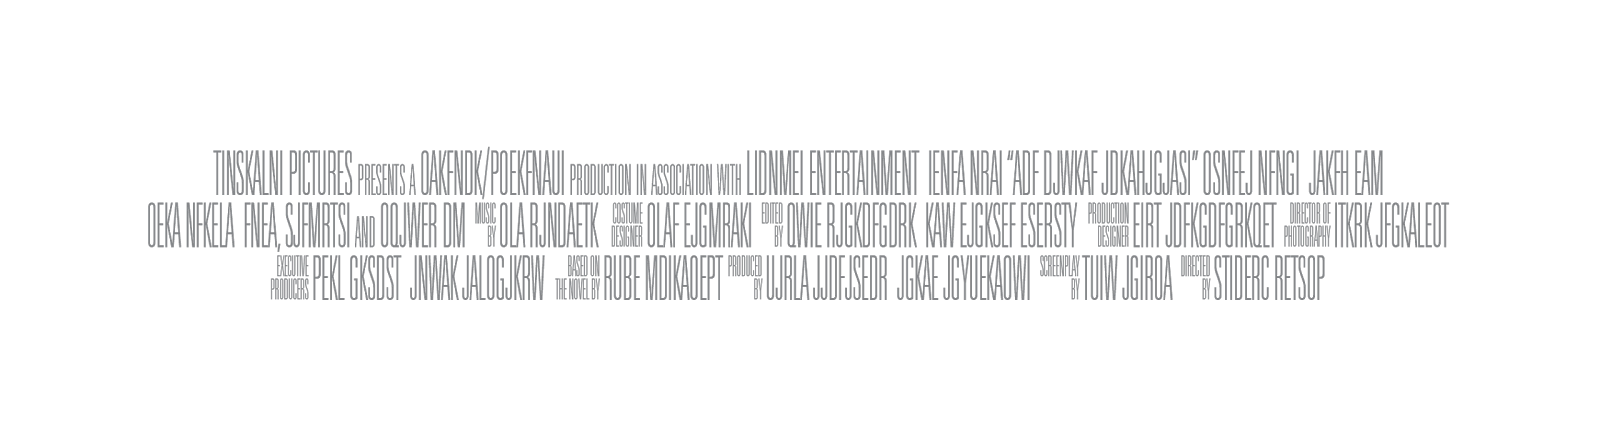 TINSKALNI PICTURES PRESENTS A OAKFNDK/POEKFNAUI PRODUCTION IN ASSOCIATION WITH LIDNMEI ENTERTAINMENT IENFA NRAI “ADF DJWKAF JDKAHJGJASI” OSNFEJ NFNGI JAKFH EAM
OEKA NFKELA FNEA, SJFMRTSI AND OQJWER DM MUSIC BY OLA RJNDAETK COSTUME DESIGNER OLAF EJGMRAKI EDITED BY QWIE RJGKDFGDRK KAW EJGKSEF ESERSTY PRODUCTION DESIGNER EIRT JDFKGDFGRKQET DIRECTOR OF PHOTOGRAPHY ITKRK JFGKALEOT
EXECUTIVE PRODUCERS PEKL GKSDST JNWAK JALOGJKRW BASED ON THE NOVEL BY RUBE MDIKAOEPT PRODUCED BY UJRLA JJDFJSEDR JGKAE JGYUEKAOWI SCREENPLAY BY TUIW JGIROA DIRECTED BY STIDERC RETSOP